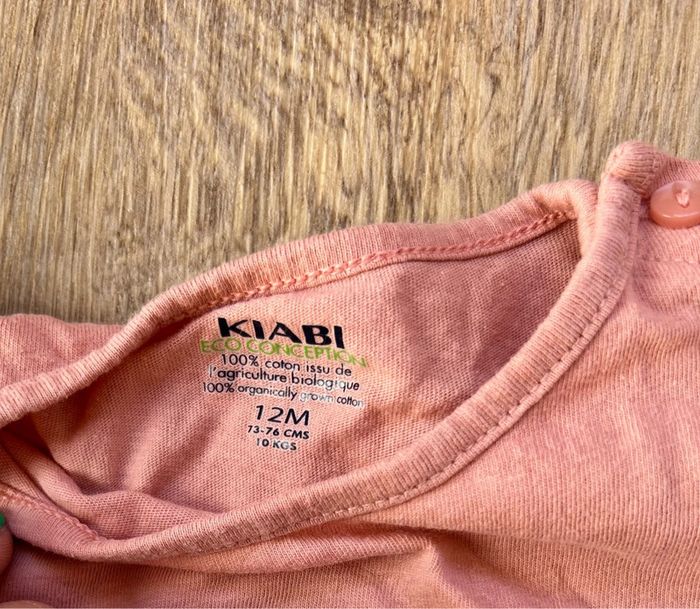 KIABI
ECO CONCEPTION
100% coton issu de
l'agriculture biologique
100% organically grown cotton
12M
73-76 CMS
10 KGS